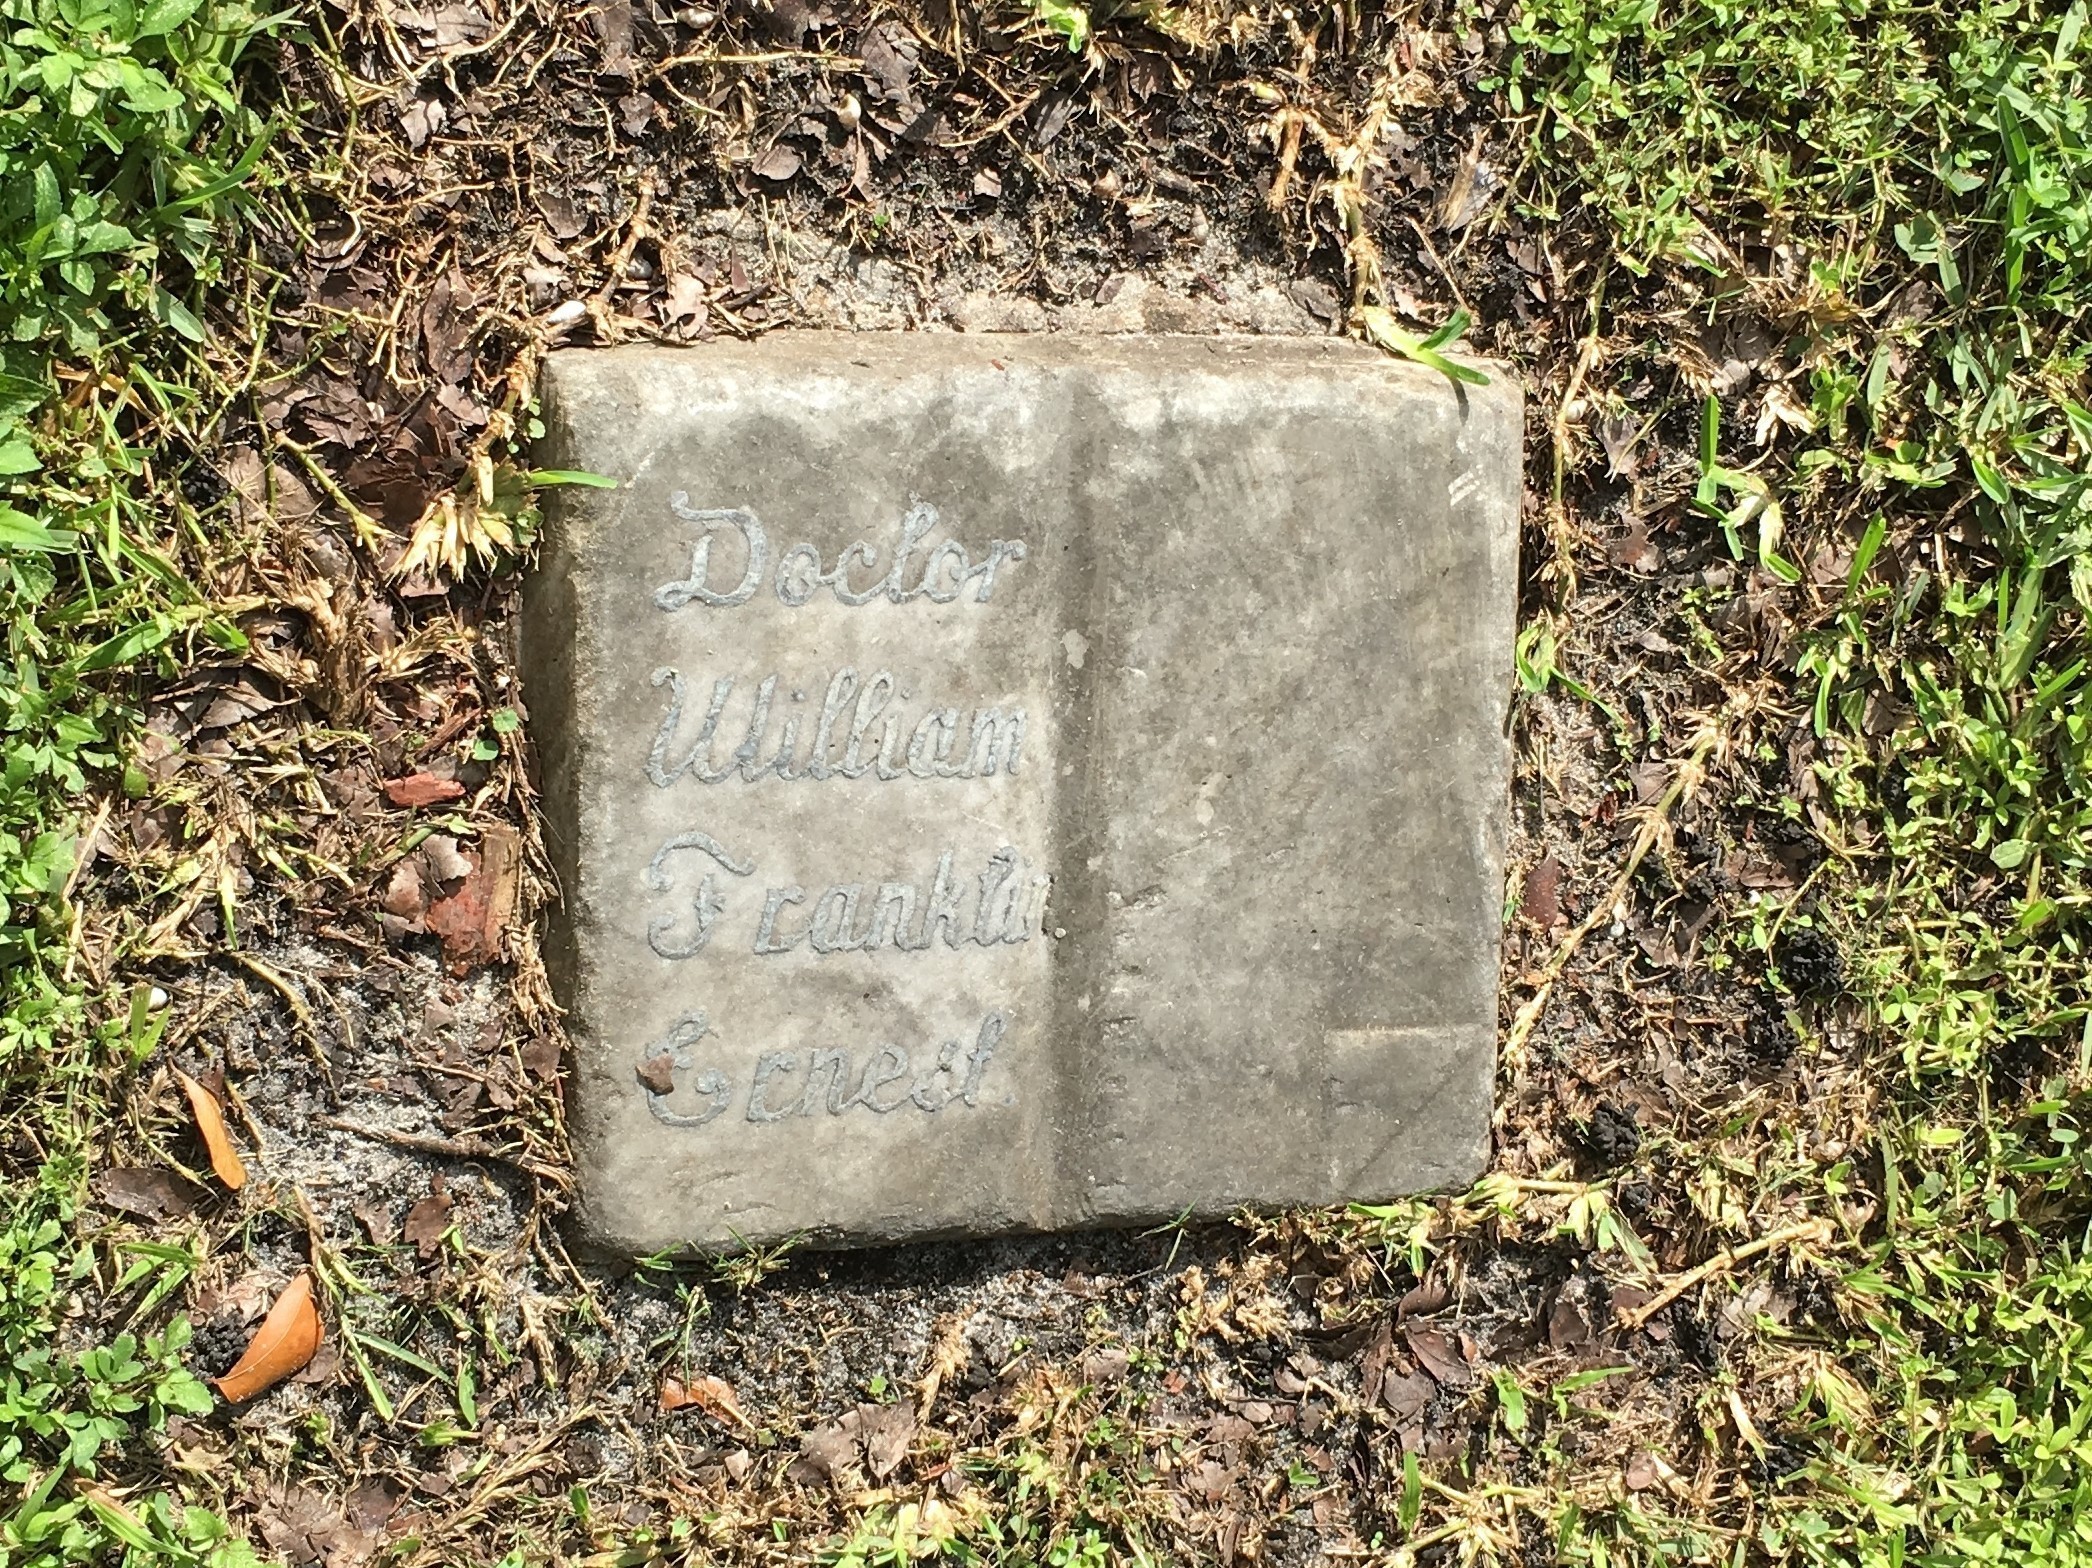 Doctor
William
Franklin
Ernest.